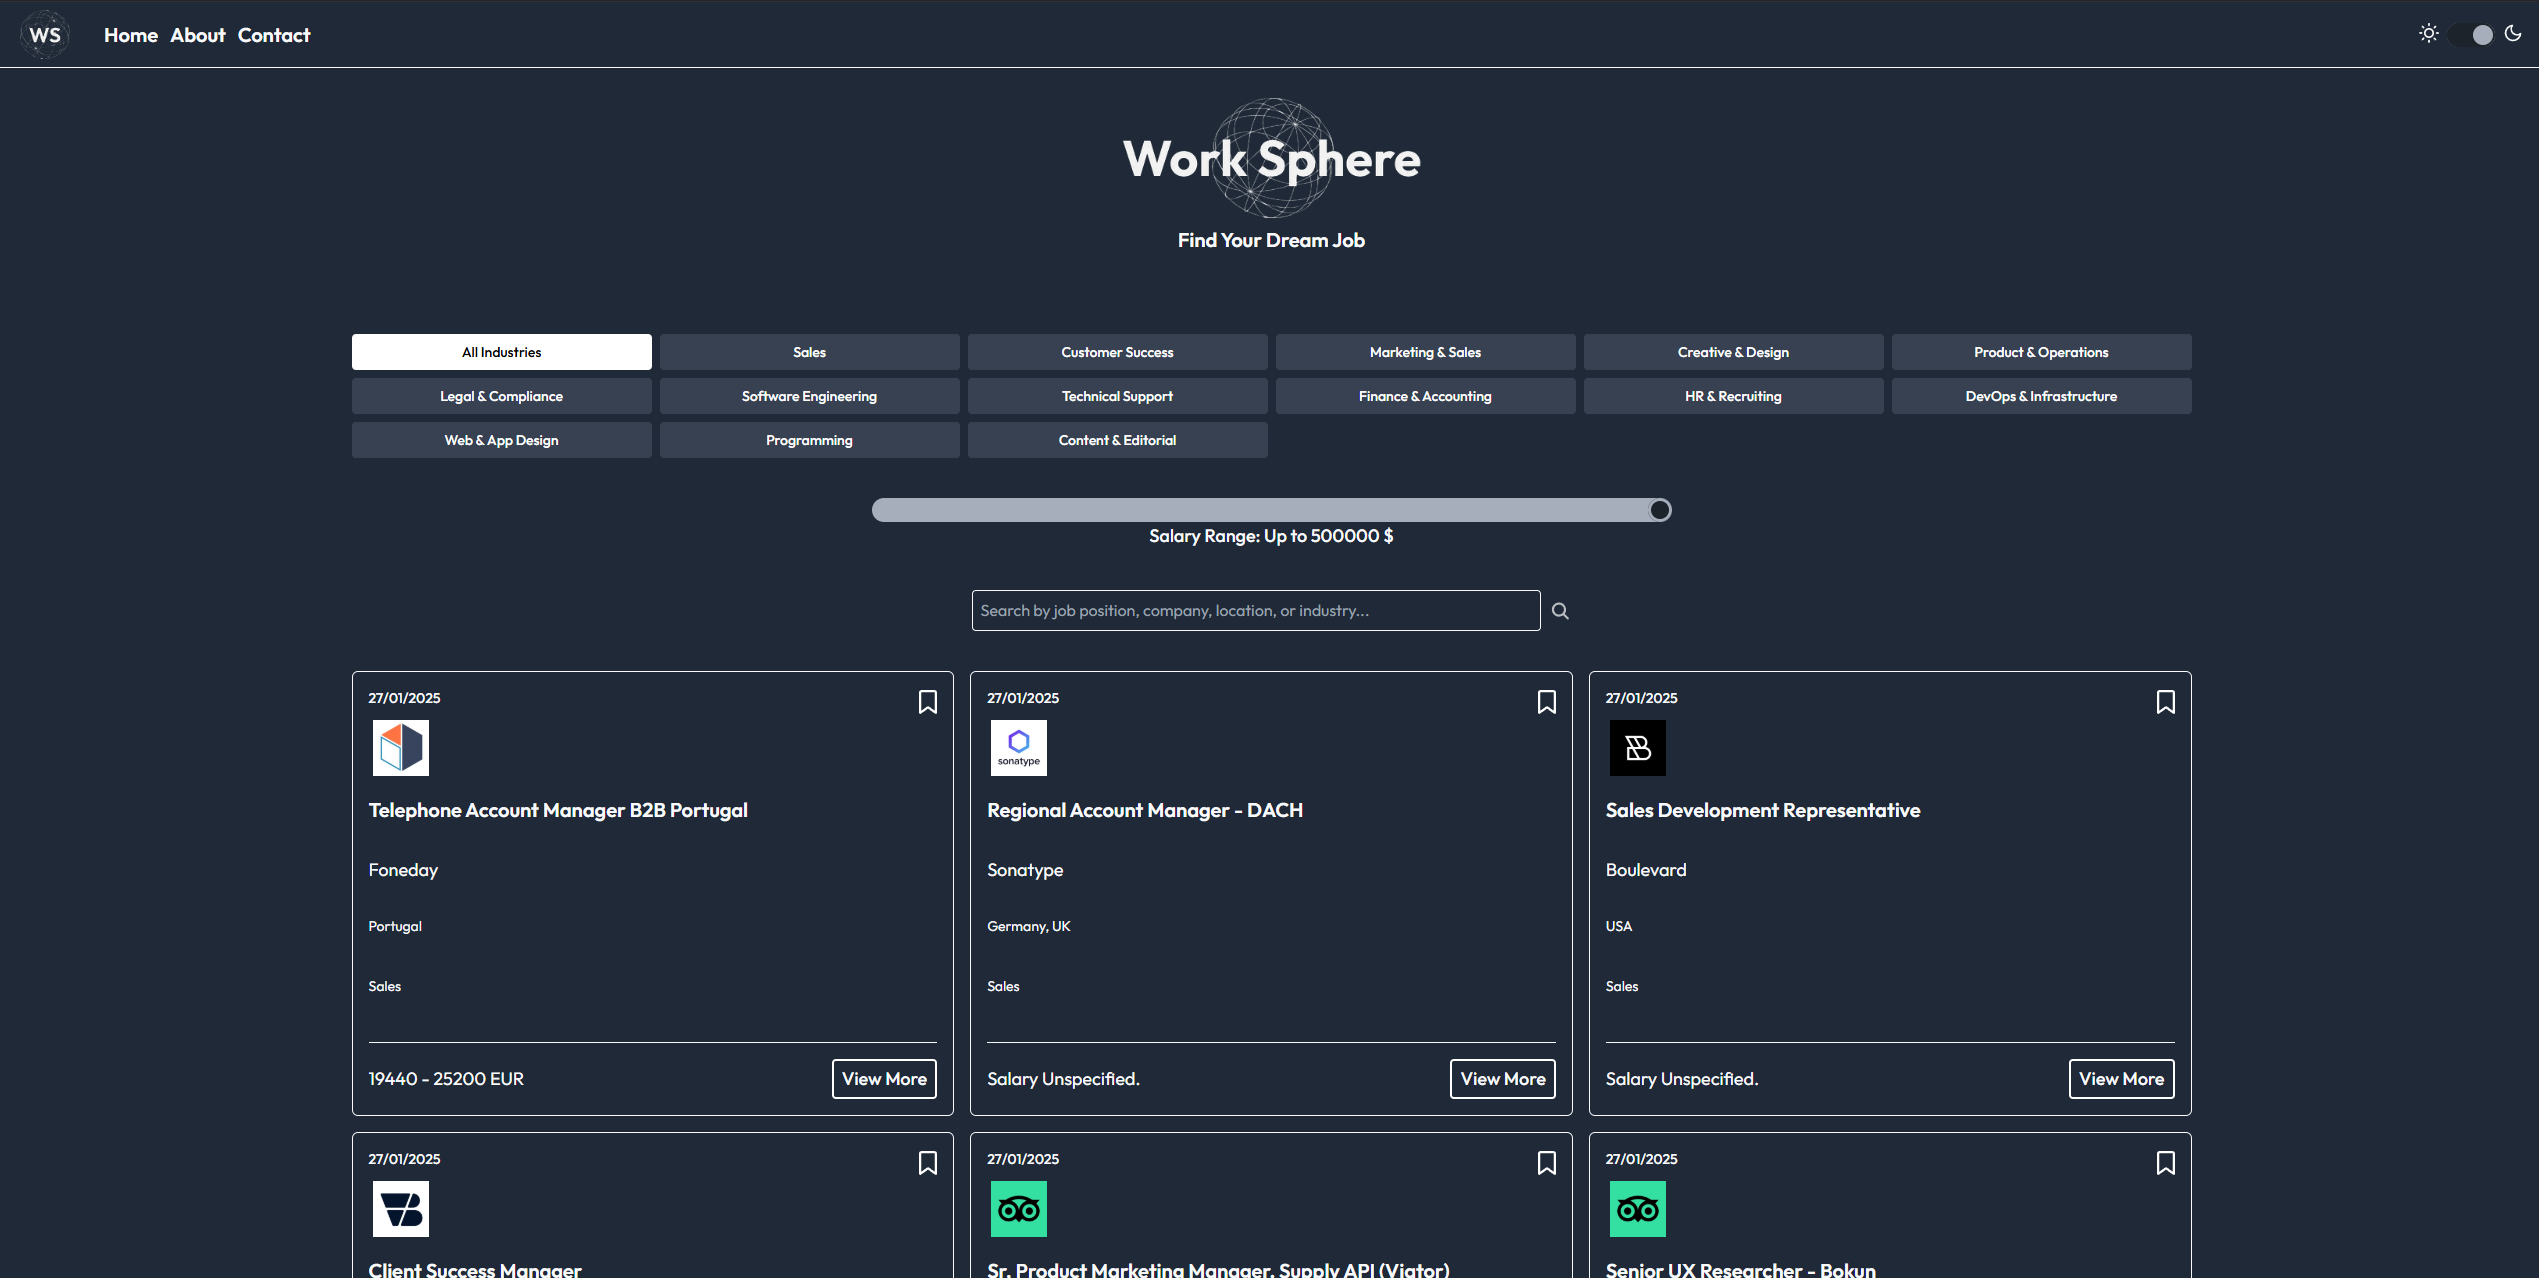 WS Home About Contact
Work Sphere
Find Your Dream Job
All Industries Sales Customer Success Marketing & Sales Creative & Design Product & Operations
Legal & Compliance Software Engineering Technical Support Finance & Accounting HR & Recruiting DevOps & Infrastructure
Web & App Design Programming Content & Editorial
Salary Range: Up to 500000 $
Search by job position, company, location, or industry...
27/01/2025
Telephone Account Manager B2B Portugal
Foneday
Portugal
Sales
19440 - 25200 EUR View More
27/01/2025
sonatype
Regional Account Manager - DACH
Sonatype
Germany, UK
Sales
Salary Unspecified. View More
27/01/2025
B
Sales Development Representative
Boulevard
USA
Sales
Salary Unspecified. View More
27/01/2025
Client Success Manager
27/01/2025
Sr. Product Marketing Manager, Supply API (Viator)
27/01/2025
Senior UX Researcher - Bokun